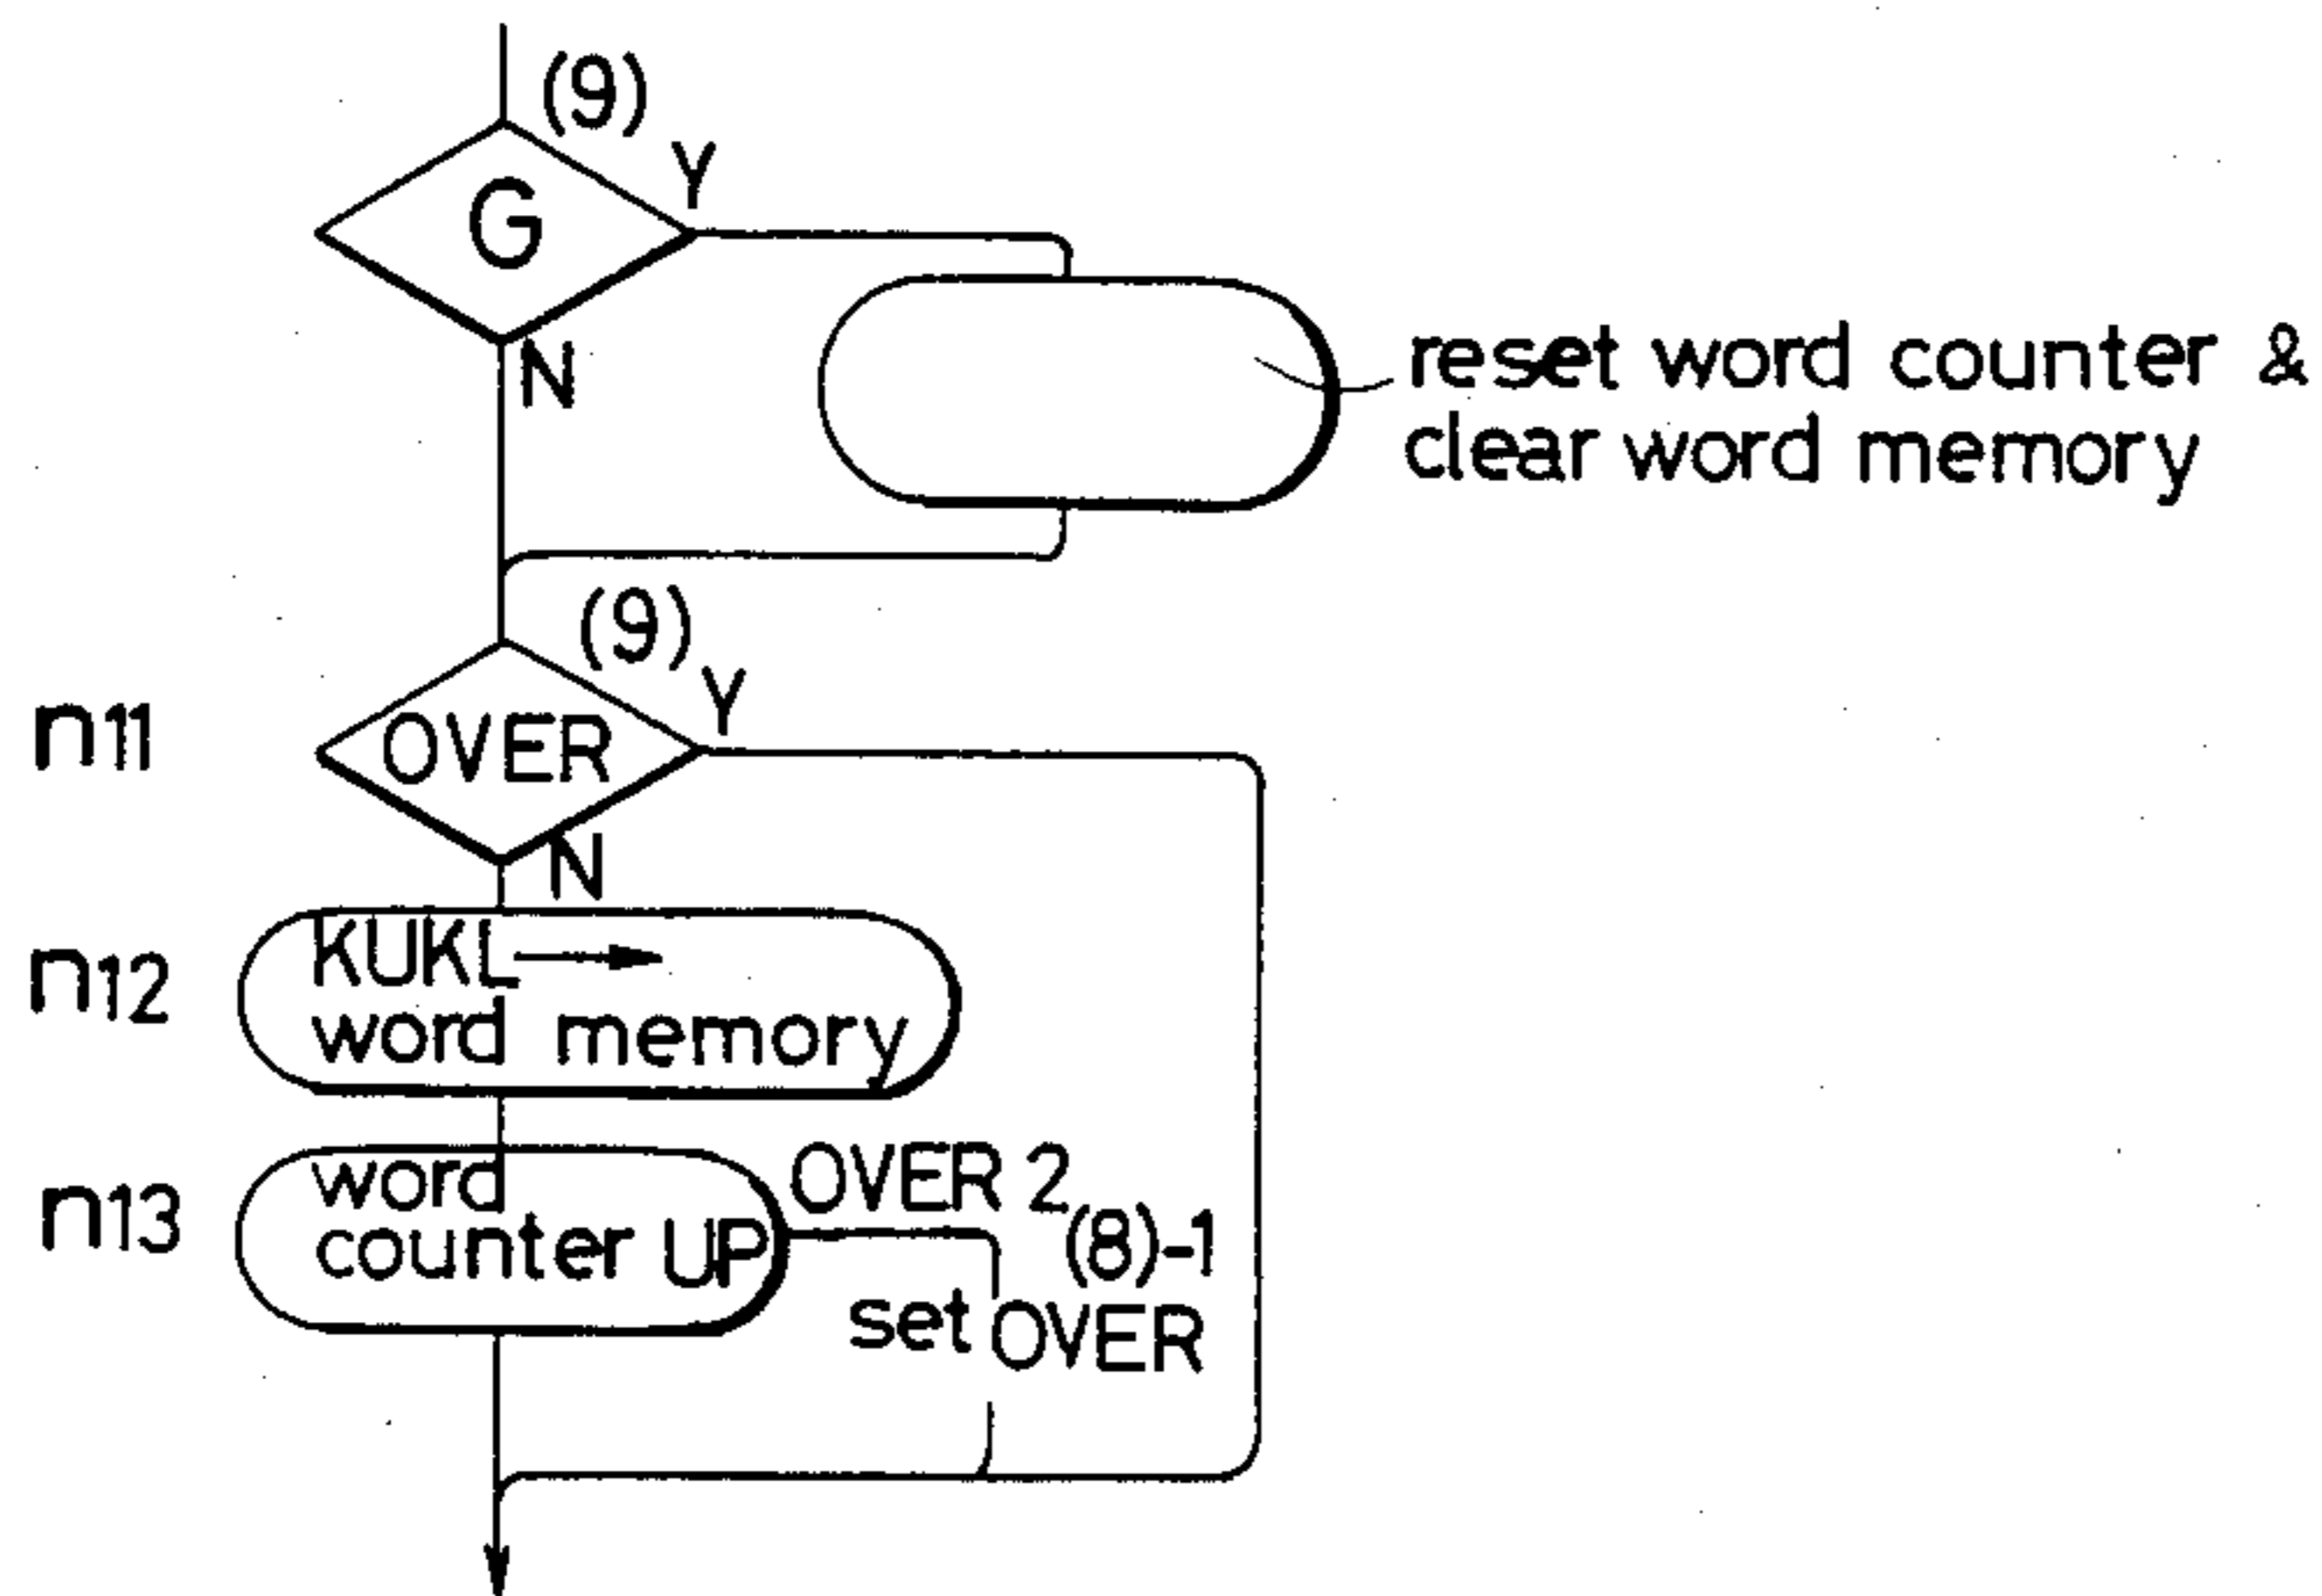 (9)
Y
G
N
reset word counter &
clear word memory
(9)
Y
n11
OVER
N
n12
KUKL
word memory
n13
word
counter UP
OVER 2
(8)-1
set OVER